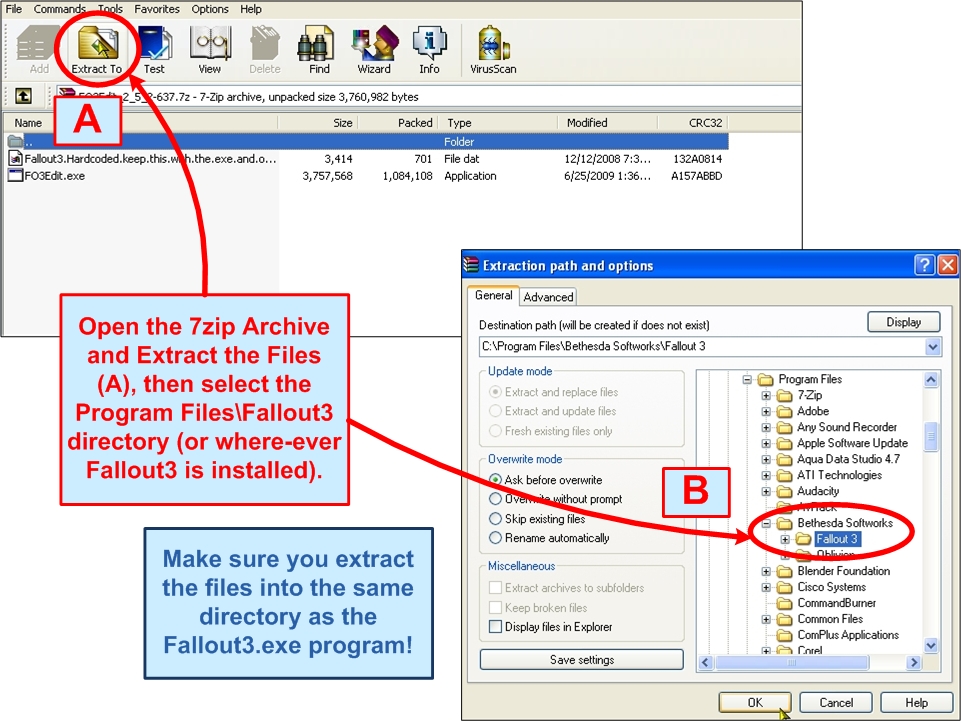 File Commands Tools Favorites Options Help
Add Extract To Test View Delete Find Wizard Info VirusScan
2_5_2-637.7z - 7-Zip archive, unpacked size 3,760,982 bytes
A
Name Size Packed Type Modified CRC32
.. Folder
Fallout3.Hardcoded.keep.this.with.the.exe.and.o... 3,414 701 File dat 12/12/2008 7:3... 132A0814
FO3Edit.exe 3,757,568 1,084,108 Application 6/25/2009 1:36... A157ABBD
Open the 7zip Archive
and Extract the Files
(A), then select the
Program Files\Fallout3
directory (or where-ever
Fallout3 is installed).
Make sure you extract
the files into the same
directory as the
Fallout3.exe program!
Extraction path and options
General Advanced
Destination path (will be created if does not exist)
Display
C:\Program Files\Bethesda Softworks\Fallout 3
Update mode
Extract and replace files
Extract and update files
Fresh existing files only
Overwrite mode
Ask before overwrite
Overwrite without prompt
Skip existing files
Rename automatically
Miscellaneous
Extract archives to subfolders
Keep broken files
Display files in Explorer
Save settings
B
Program Files
7-Zip
Adobe
Any Sound Recorder
Apple Software Update
Aqua Data Studio 4.7
ATI Technologies
Audacity
Bethesda Softworks
Fallout 3
Oblivion
Blender Foundation
Cisco Systems
CommandBurner
Common Files
ComPlus Applications
Corel
OK Cancel Help